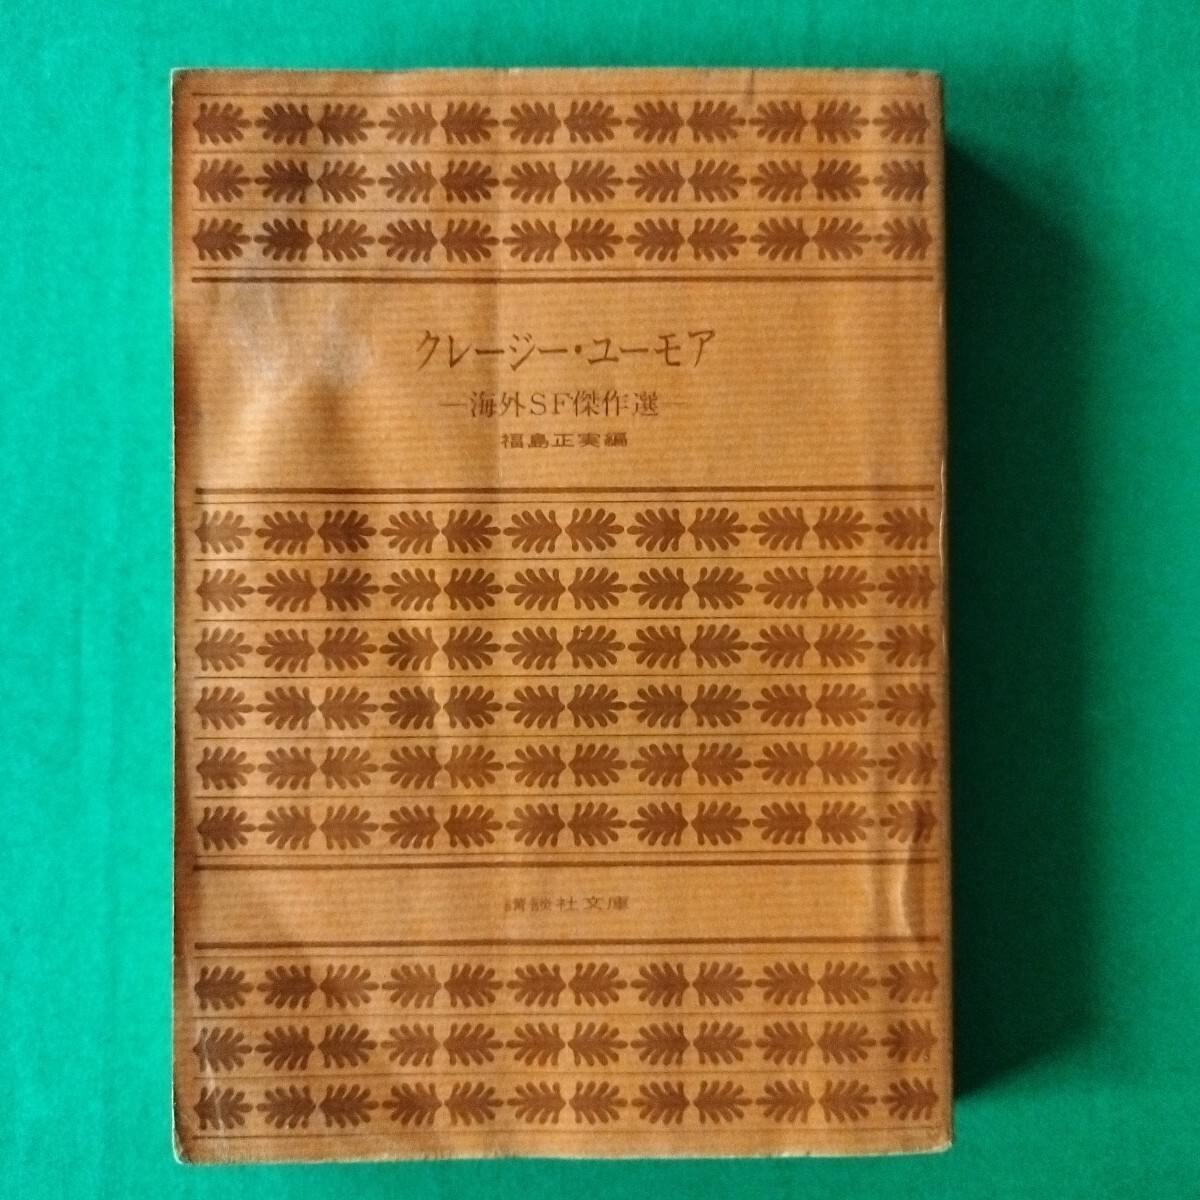 クレージー・ユーモア
―海外SF傑作選―
福島正実編
講談社文庫